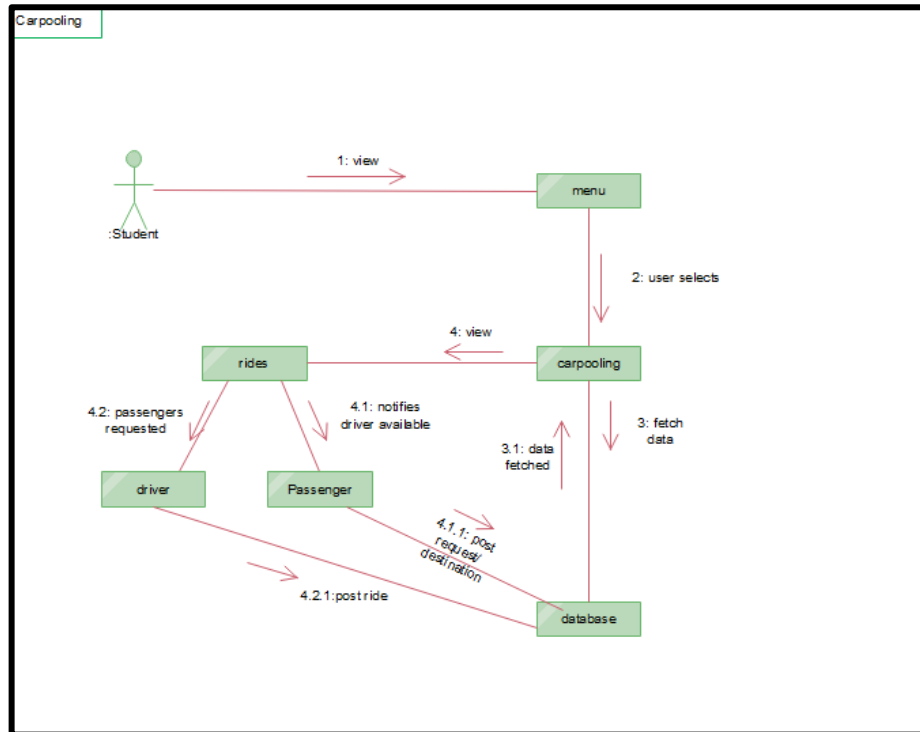 Carpooling
1: view
menu
:Student
2: user selects
4: view
rides
carpooling
4.2: passengers
requested
4.1: notifies
driver available
3.1: data
fetched
3: fetch
data
driver
Passenger
4.1.1: post
request/
destination
4.2.1:post ride
database